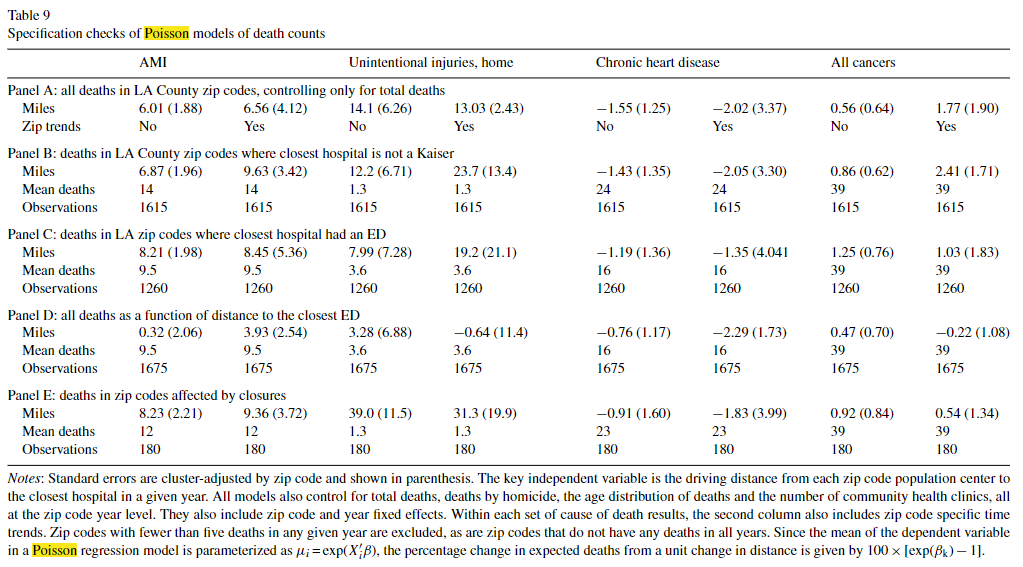 Table 9
Specification checks of Poisson models of death counts
AMI Unintentional injuries, home Chronic heart disease All cancers
Panel A: all deaths in LA County zip codes, controlling only for total deaths
Miles 6.01 (1.88) 6.56 (4.12) 14.1 (6.26) 13.03 (2.43) −1.55 (1.25) −2.02 (3.37) 0.56 (0.64) 1.77 (1.90)
Zip trends No Yes No Yes No Yes No Yes
Panel B: deaths in LA County zip codes where closest hospital is not a Kaiser
Miles 6.87 (1.96) 9.63 (3.42) 12.2 (6.71) 23.7 (13.4) −1.43 (1.35) −2.05 (3.30) 0.86 (0.62) 2.41 (1.71)
Mean deaths 14 14 1.3 1.3 24 24 39 39
Observations 1615 1615 1615 1615 1615 1615 1615 1615
Panel C: deaths in LA zip codes where closest hospital had an ED
Miles 8.21 (1.98) 8.45 (5.36) 7.99 (7.28) 19.2 (21.1) −1.19 (1.36) −1.35 (4.041 1.25 (0.76) 1.03 (1.83)
Mean deaths 9.5 9.5 3.6 3.6 16 16 39 39
Observations 1260 1260 1260 1260 1260 1260 1260 1260
Panel D: all deaths as a function of distance to the closest ED
Miles 0.32 (2.06) 3.93 (2.54) 3.28 (6.88) −0.64 (11.4) −0.76 (1.17) −2.29 (1.73) 0.47 (0.70) −0.22 (1.08)
Mean deaths 9.5 9.5 3.6 3.6 16 16 39 39
Observations 1675 1675 1675 1675 1675 1675 1675 1675
Panel E: deaths in zip codes affected by closures
Miles 8.23 (2.21) 9.36 (3.72) 39.0 (11.5) 31.3 (19.9) −0.91 (1.60) −1.83 (3.99) 0.92 (0.84) 0.54 (1.34)
Mean deaths 12 12 1.3 1.3 23 23 39 39
Observations 180 180 180 180 180 180 180 180
Notes: Standard errors are cluster-adjusted by zip code and shown in parenthesis. The key independent variable is the driving distance from each zip code population center to
the closest hospital in a given year. All models also control for total deaths, deaths by homicide, the age distribution of deaths and the number of community health clinics, all
at the zip code year level. They also include zip code and year fixed effects. Within each set of cause of death results, the second column also includes zip code specific time
trends. Zip codes with fewer than five deaths in any given year are excluded, as are zip codes that do not have any deaths in all years. Since the mean of the dependent variable
in a Poisson regression model is parameterized as μi = exp(X′iβ), the percentage change in expected deaths from a unit change in distance is given by 100 × [exp(βk) − 1].